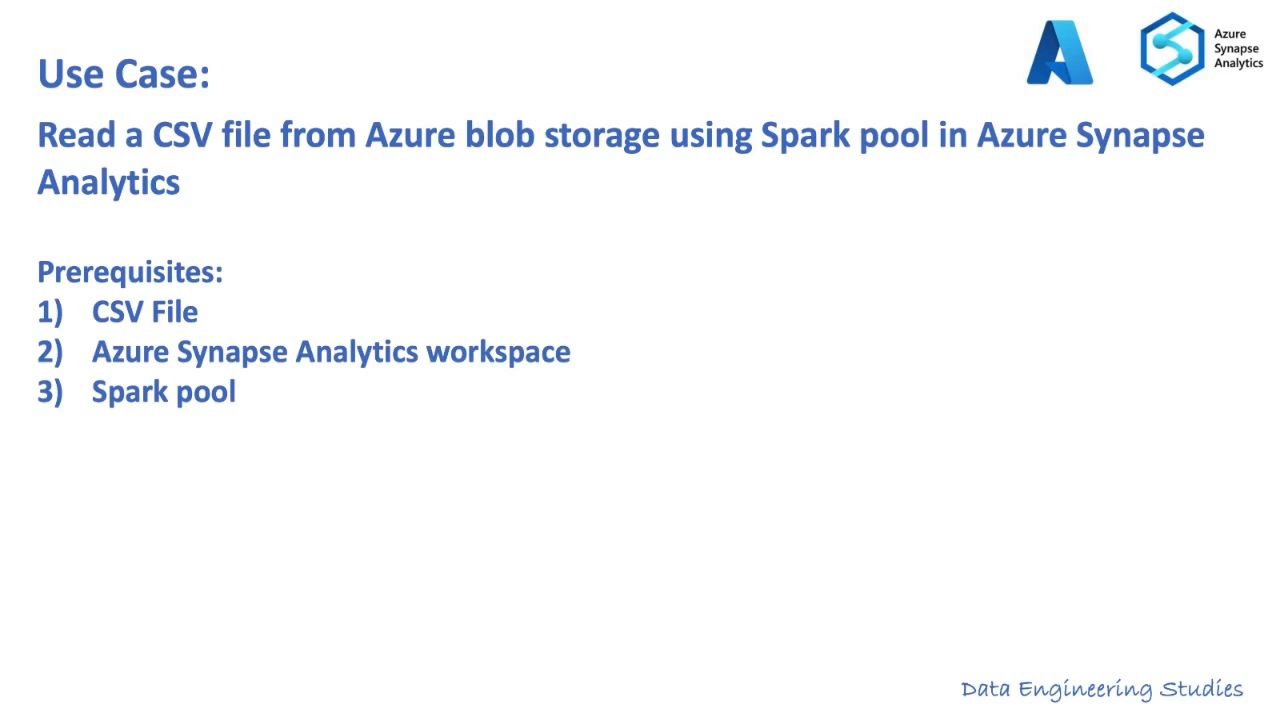 Azure
Synapse
Analytics
Use Case:
Read a CSV file from Azure blob storage using Spark pool in Azure Synapse
Analytics
Prerequisites:
1) CSV File
2) Azure Synapse Analytics workspace
3) Spark pool
Data Engineering Studies